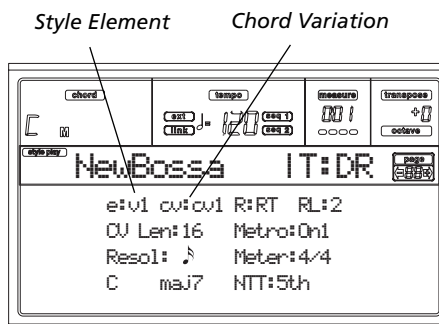 Style Element Chord Variation
chord tempo measure transpose
C M ext link ♩= 120 seq 1 seq 2 001 +0 octave
style play NewBossa 1T:DR page
e:v1 cv:cv1 R:RT RL:2
CV Len:16 Metro:On1
Resol: ♪ Meter:4/4
C maj7 NTT:5th